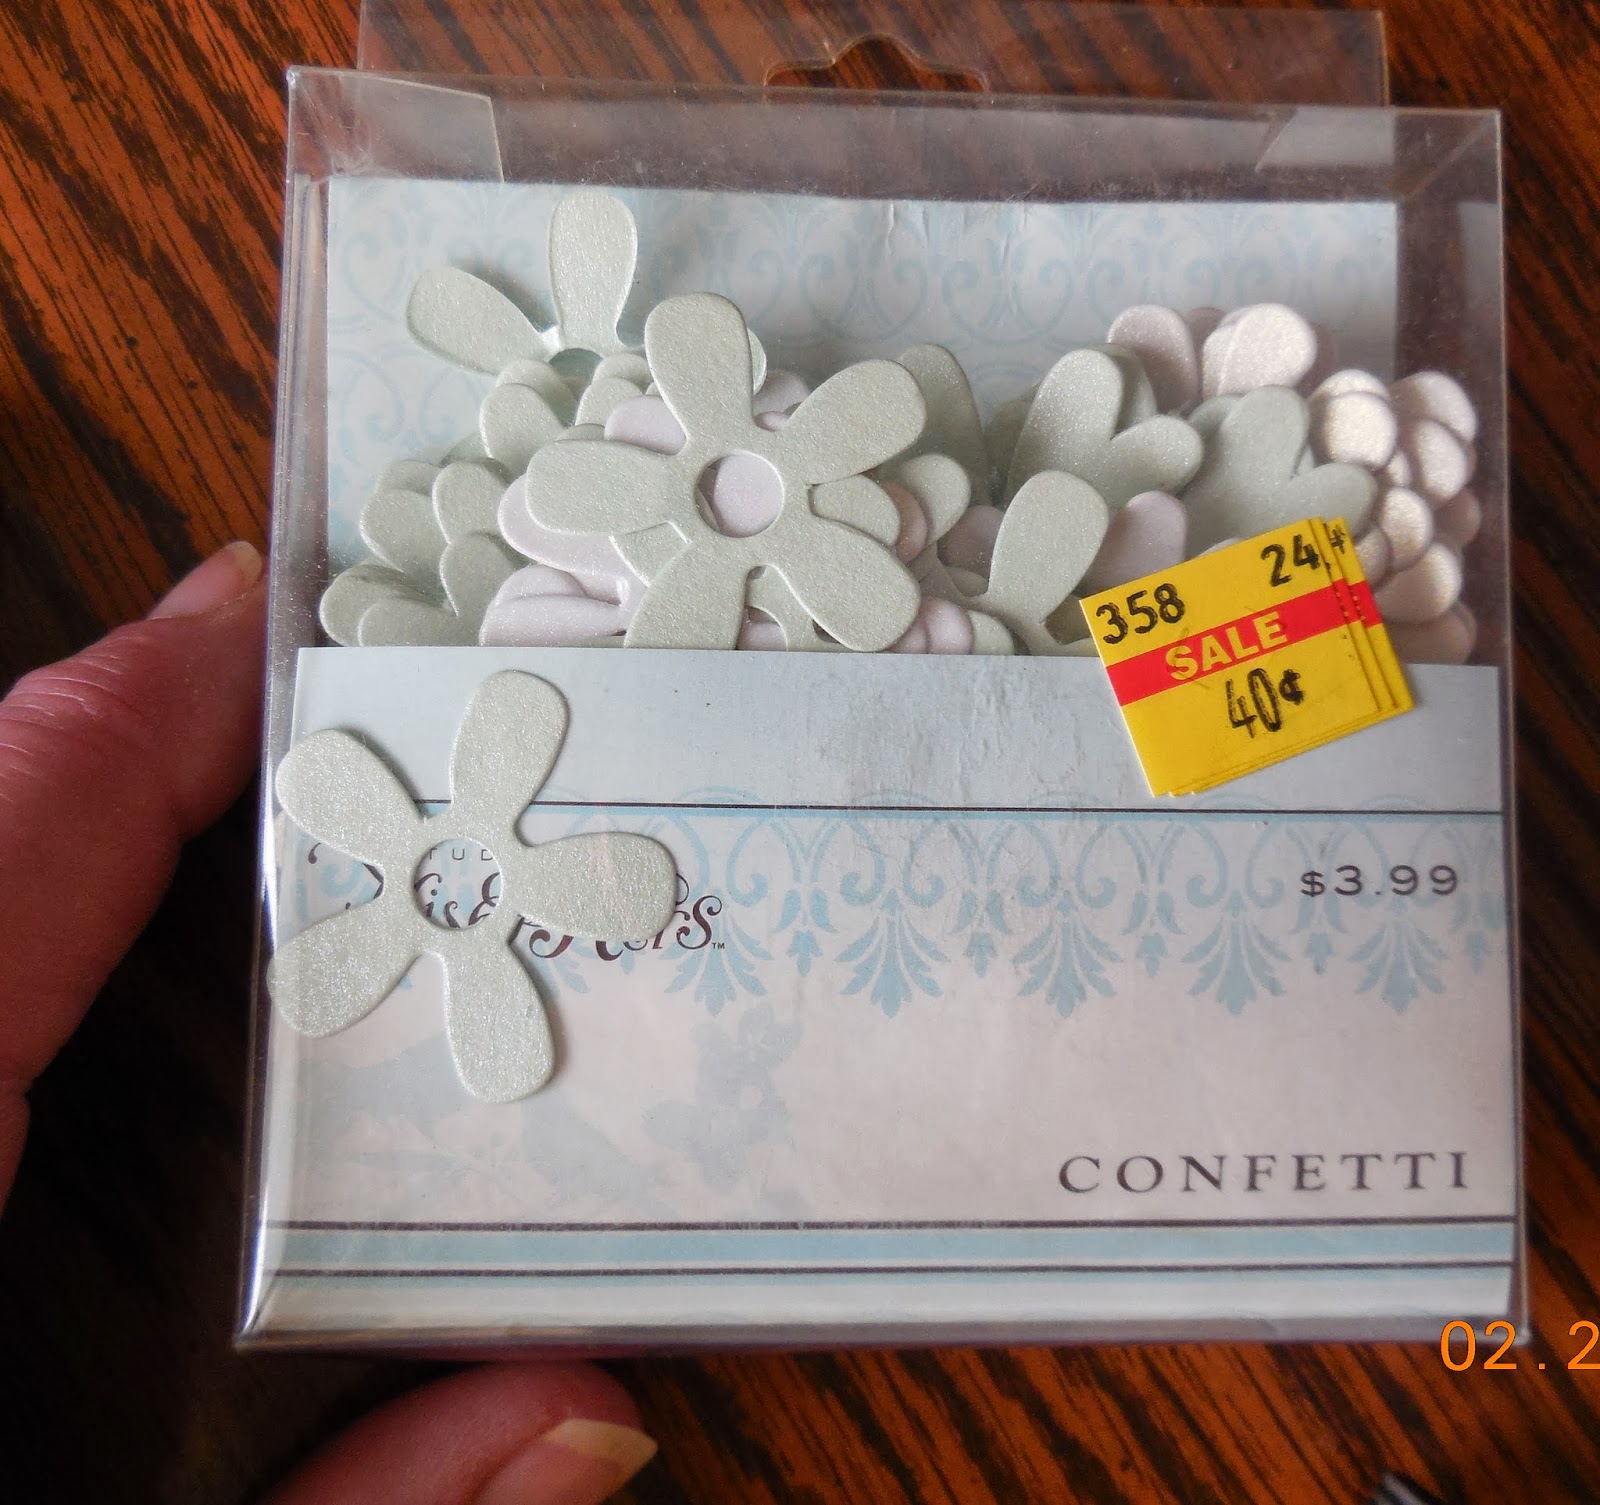 358 24
SALE
40¢
$3.99
CONFETTI
02.2